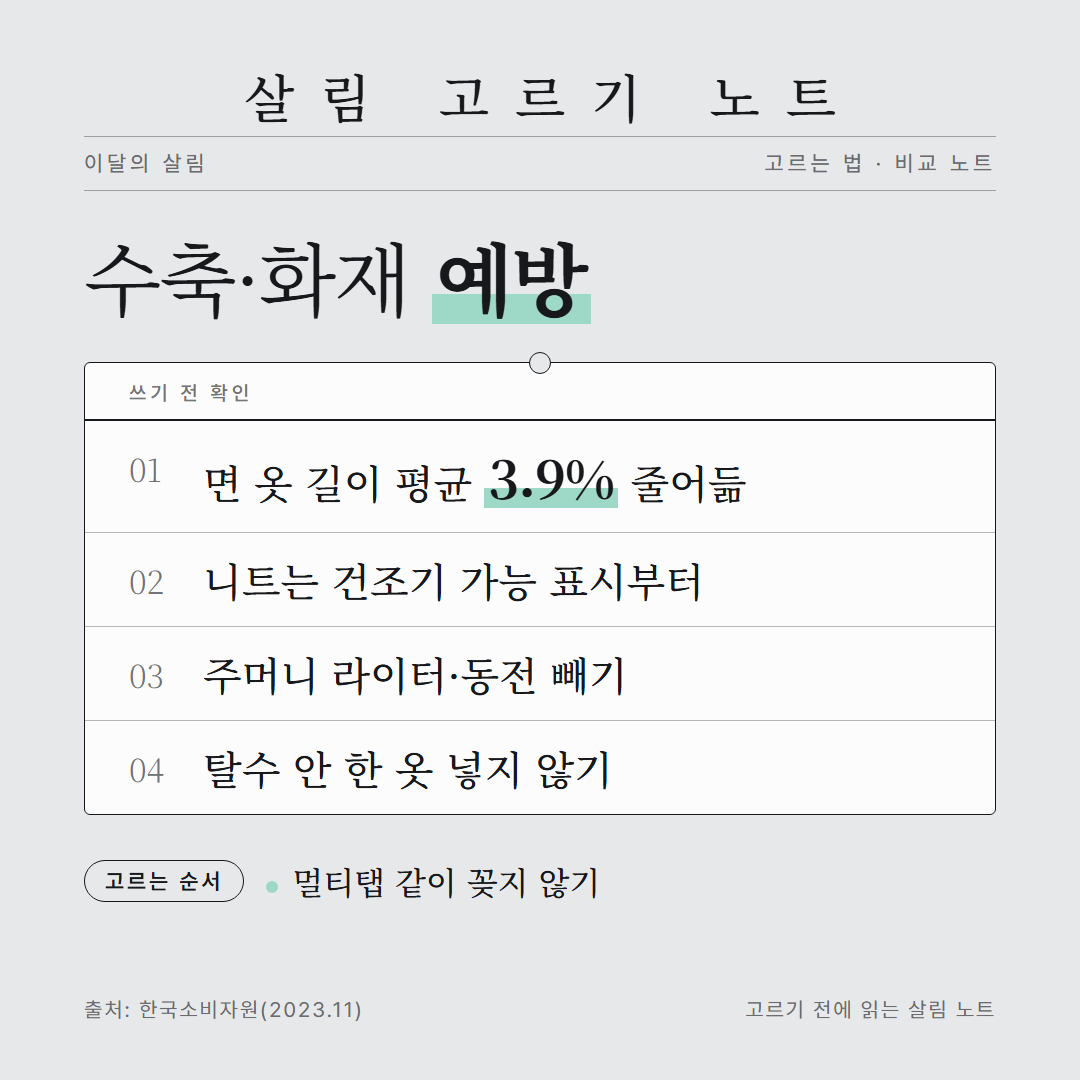 살림 고르기 노트
이달의 살림
고르는 법 · 비교 노트
수축·화재 예방
쓰기 전 확인
01 면 옷 길이 평균 3.9% 줄어듦
02 니트는 건조기 가능 표시부터
03 주머니 라이터·동전 빼기
04 탈수 안 한 옷 넣지 않기
고르는 순서 • 멀티탭 같이 꽂지 않기
출처: 한국소비자원(2023.11)
고르기 전에 읽는 살림 노트